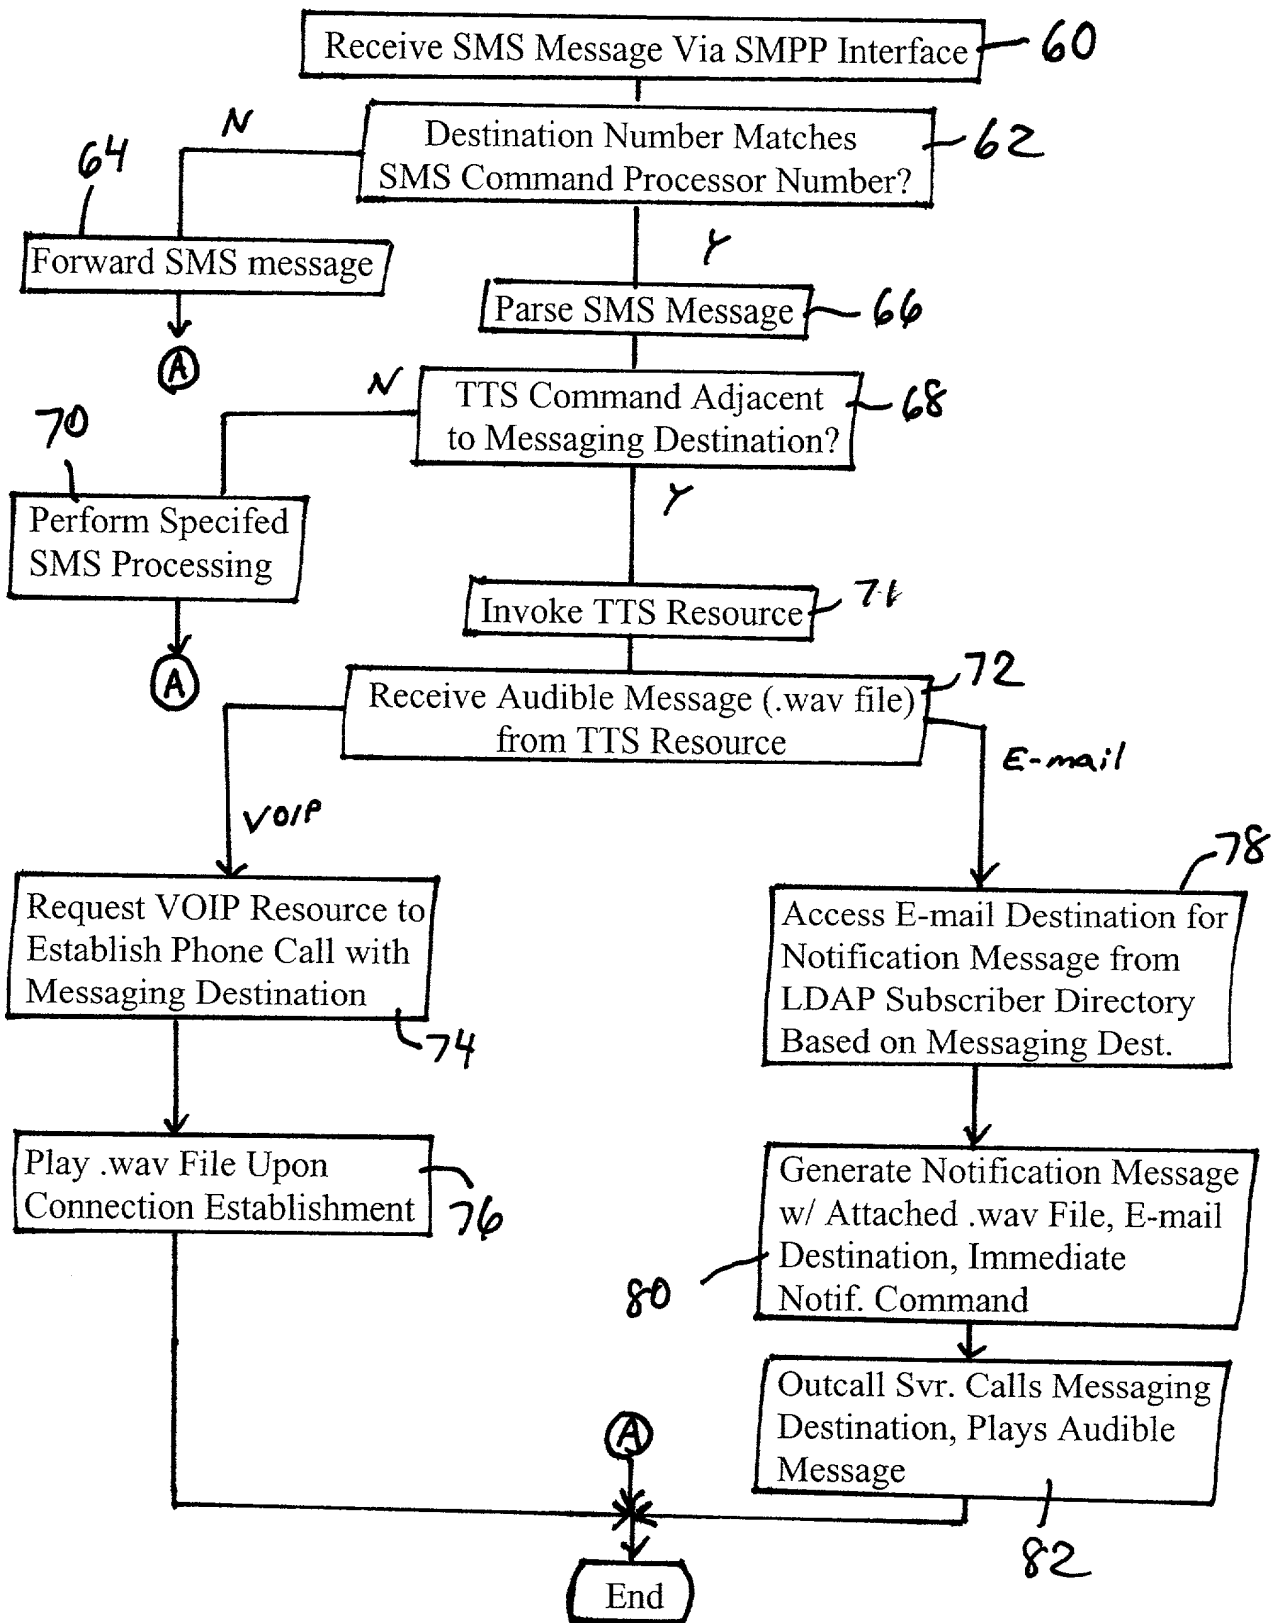 Receive SMS Message Via SMPP Interface
60
N
Destination Number Matches
SMS Command Processor Number?
62
64
Forward SMS message
Y
A
Parse SMS Message
66
N
TTS Command Adjacent
to Messaging Destination?
68
70
Perform Specifed
SMS Processing
Y
A
Invoke TTS Resource
71
Receive Audible Message (.wav file)
from TTS Resource
72
VOIP
E-mail
Request VOIP Resource to
Establish Phone Call with
Messaging Destination
74
78
Access E-mail Destination for
Notification Message from
LDAP Subscriber Directory
Based on Messaging Dest.
Play .wav File Upon
Connection Establishment
76
Generate Notification Message
w/ Attached .wav File, E-mail
Destination, Immediate
Notif. Command
80
Outcall Svr. Calls Messaging
Destination, Plays Audible
Message
82
A
End